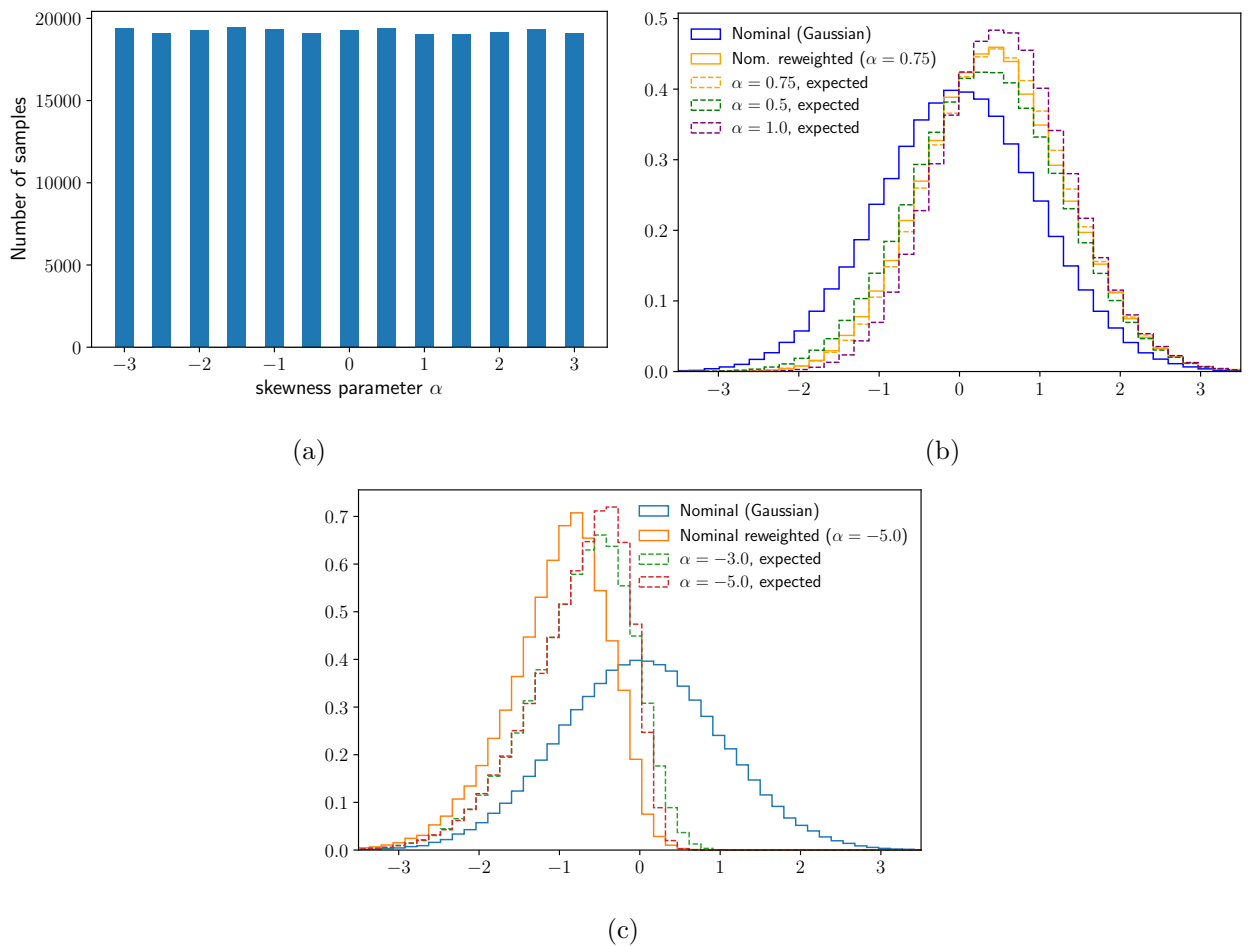 20000
15000
10000
5000
0
Number of samples
−3 −2 −1 0 1 2 3
skewness parameter α
(a)
0.5
0.4
0.3
0.2
0.1
0.0
Nominal (Gaussian)
Nom. reweighted (α = 0.75)
α = 0.75, expected
α = 0.5, expected
α = 1.0, expected
−3 −2 −1 0 1 2 3
(b)
0.7
0.6
0.5
0.4
0.3
0.2
0.1
0.0
Nominal (Gaussian)
Nominal reweighted (α = −5.0)
α = −3.0, expected
α = −5.0, expected
−3 −2 −1 0 1 2 3
(c)